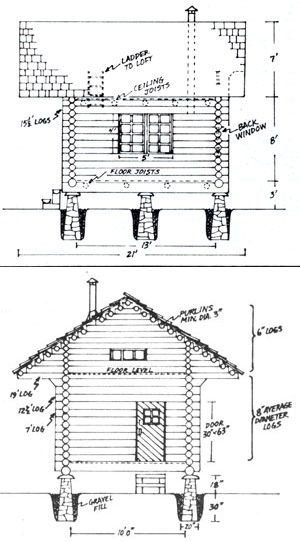 LADDER
TO LOFT
CEILING
JOISTS
7'
15½' LOGS
4'
5'
BACK
WINDOW
8'
FLOOR JOISTS
3'
13'
21'
PURLINS
MIN. DIA. 3"
6" LOGS
FLOOR LEVEL
19' LOG
12½' LOG
7' LOG
DOOR
30"x63"
8" AVERAGE
DIAMETER
LOGS
18"
GRAVEL
FILL
30"
10'0"
20"